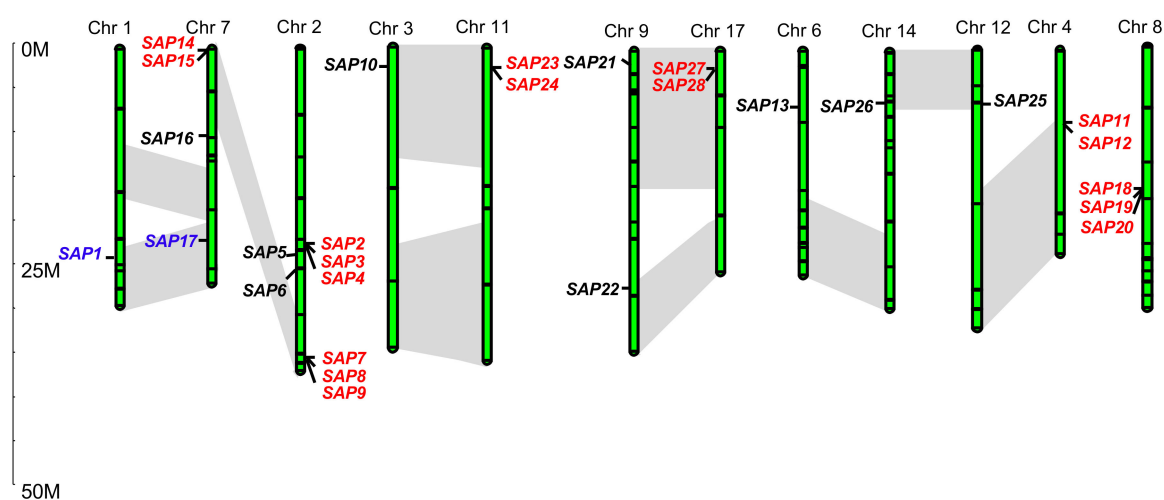 Chr 1
Chr 7
Chr 2
Chr 3
Chr 11
Chr 9
Chr 17
Chr 6
Chr 14
Chr 12
Chr 4
Chr 8
0M
25M
50M
SAP1
SAP14
SAP15
SAP16
SAP17
SAP5
SAP6
SAP2
SAP3
SAP4
SAP7
SAP8
SAP9
SAP10
SAP23
SAP24
SAP21
SAP22
SAP27
SAP28
SAP13
SAP26
SAP25
SAP11
SAP12
SAP18
SAP19
SAP20